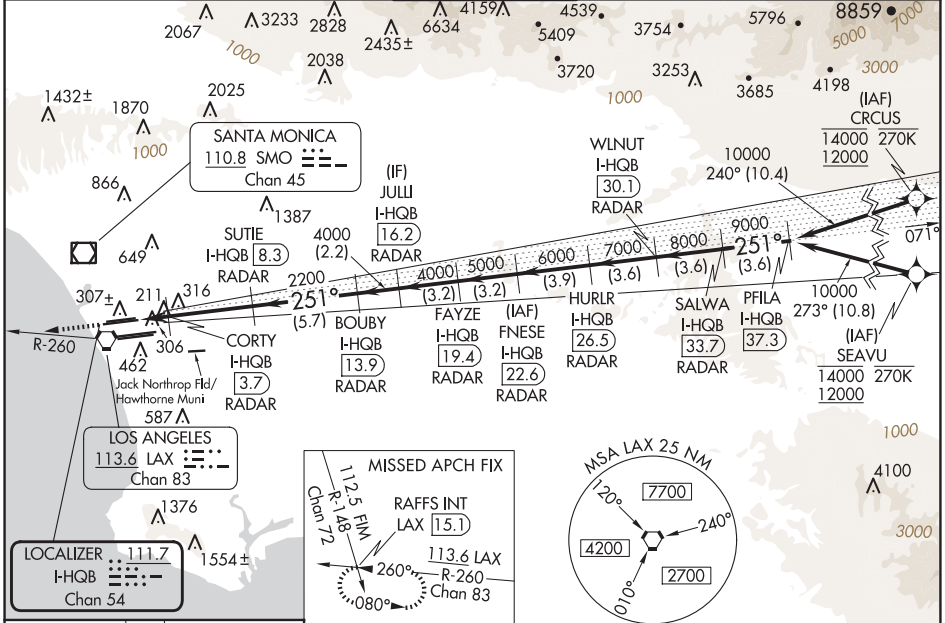 2067
3233
2828
2435±
6634
4159
5409
4539
3754
5796
8859
7000
5000
1000
2038
3720
3253
3685
4198
3000
1000
1432±
1870
2025
1000
SANTA MONICA
110.8 SMO
Chan 45
866
1387
649
(IAF)
CRCUS
14000 270K
12000
10000
240° (10.4)
071°
WLNUT
I-HQB
30.1
RADAR
(IF)
JULLI
I-HQB
16.2
RADAR
SUTIE
I-HQB 8.3
RADAR
4000
(2.2)
2200
251°
(5.7)
4000
(3.2)
5000
(3.2)
6000
(3.9)
7000
(3.6)
8000
(3.6)
9000
251°
(3.6)
10000
273° (10.8)
(IAF)
SEAVU
14000 270K
12000
307±
211
316
306
462
R-260
CORTY
I-HQB
3.7
RADAR
BOUBY
I-HQB
13.9
RADAR
FAYZE
I-HQB
19.4
RADAR
(IAF)
FNESE
I-HQB
22.6
RADAR
HURLR
I-HQB
26.5
RADAR
SALWA
I-HQB
33.7
RADAR
PFILA
I-HQB
37.3
Jack Northrop Fld/
Hawthorne Muni
587
LOS ANGELES
113.6 LAX
Chan 83
1376
1554±
LOCALIZER 111.7
I-HQB
Chan 54
MISSED APCH FIX
112.5 FIM
R-148
Chan 72
RAFFS INT
LAX 15.1
113.6 LAX
R-260
Chan 83
260°
080°
MSA LAX 25 NM
120°
7700
240°
4200
2700
010°
1000
4100
3000